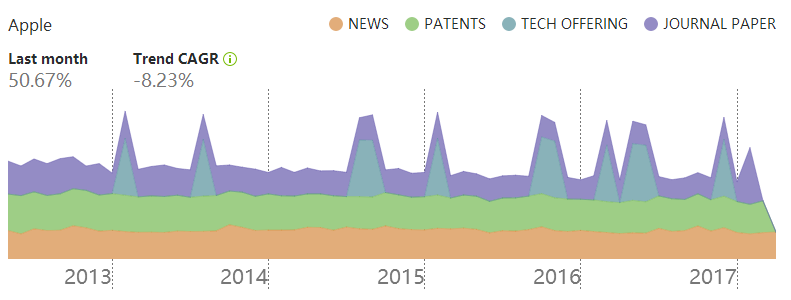 Apple
NEWS PATENTS TECH OFFERING JOURNAL PAPER
Last month Trend CAGR
50.67% -8.23%
2013 2014 2015 2016 2017